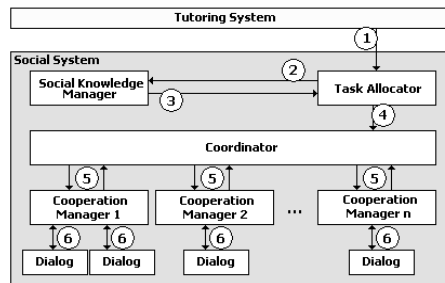 Tutoring System
1
Social System
2
Social Knowledge
Manager
Task Allocator
3
4
Coordinator
5
5
5
Cooperation
Manager 1
Cooperation
Manager 2
...
Cooperation
Manager n
6
6
6
6
Dialog
Dialog
Dialog
Dialog